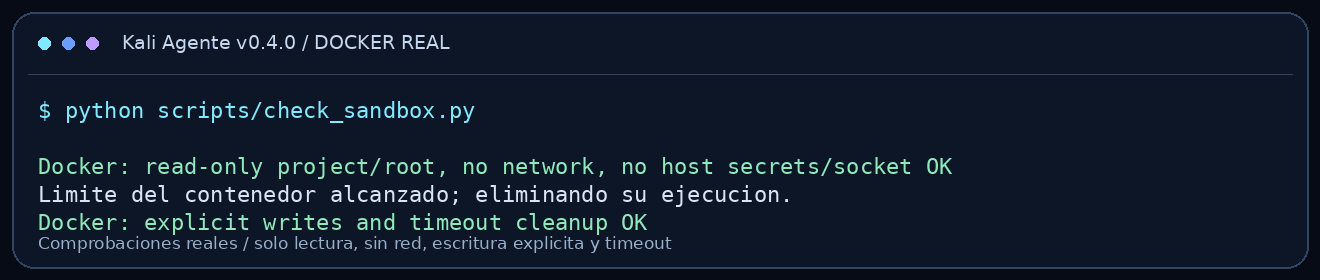 Kali Agente v0.4.0 / DOCKER REAL
$ python scripts/check_sandbox.py
Docker: read-only project/root, no network, no host secrets/socket OK
Limite del contenedor alcanzado; eliminando su ejecucion.
Docker: explicit writes and timeout cleanup OK
Comprobaciones reales / solo lectura, sin red, escritura explicita y timeout